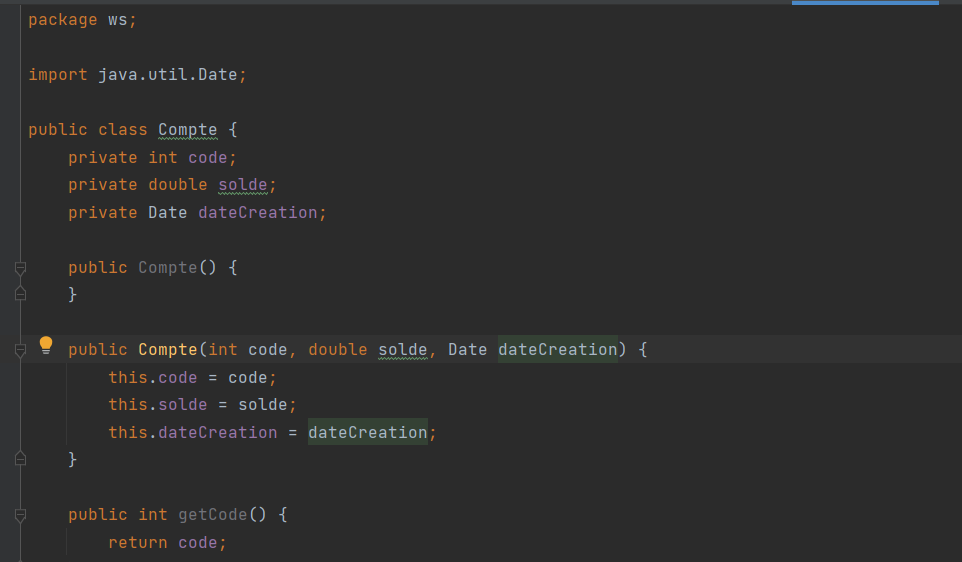 package ws;
import java.util.Date;
public class Compte {
private int code;
private double solde;
private Date dateCreation;
public Compte() {
}
public Compte(int code, double solde, Date dateCreation) {
this.code = code;
this.solde = solde;
this.dateCreation = dateCreation;
}
public int getCode() {
return code;